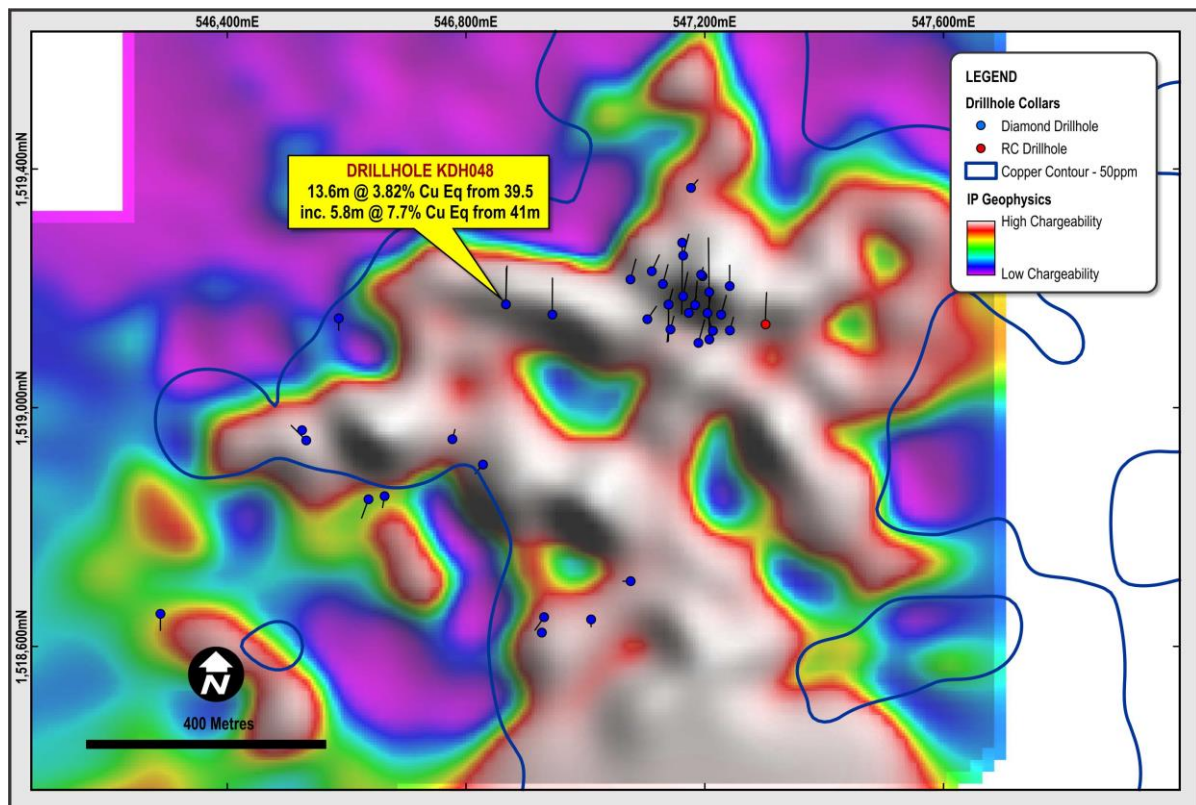 546,400mE
546,800mE
547,200mE
547,600mE
1,519,400mN
1,519,000mN
1,518,600mN
DRILLHOLE KDH048
13.6m @ 3.82% Cu Eq from 39.5
inc. 5.8m @ 7.7% Cu Eq from 41m
LEGEND
Drillhole Collars
Diamond Drillhole
RC Drillhole
Copper Contour - 50ppm
IP Geophysics
High Chargeability
Low Chargeability
N
400 Metres